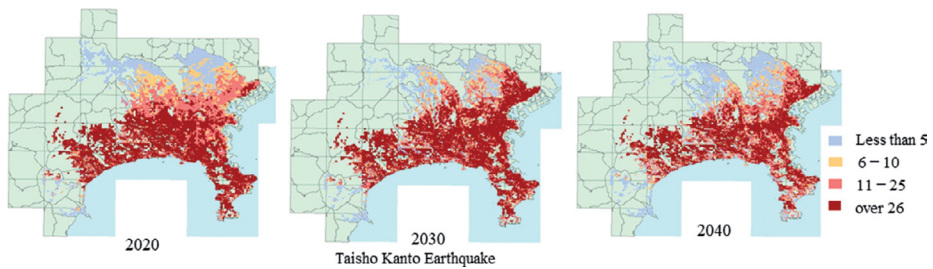 Less than 5
6 – 10
11 – 25
over 26
2020
2030
2040
Taisho Kanto Earthquake